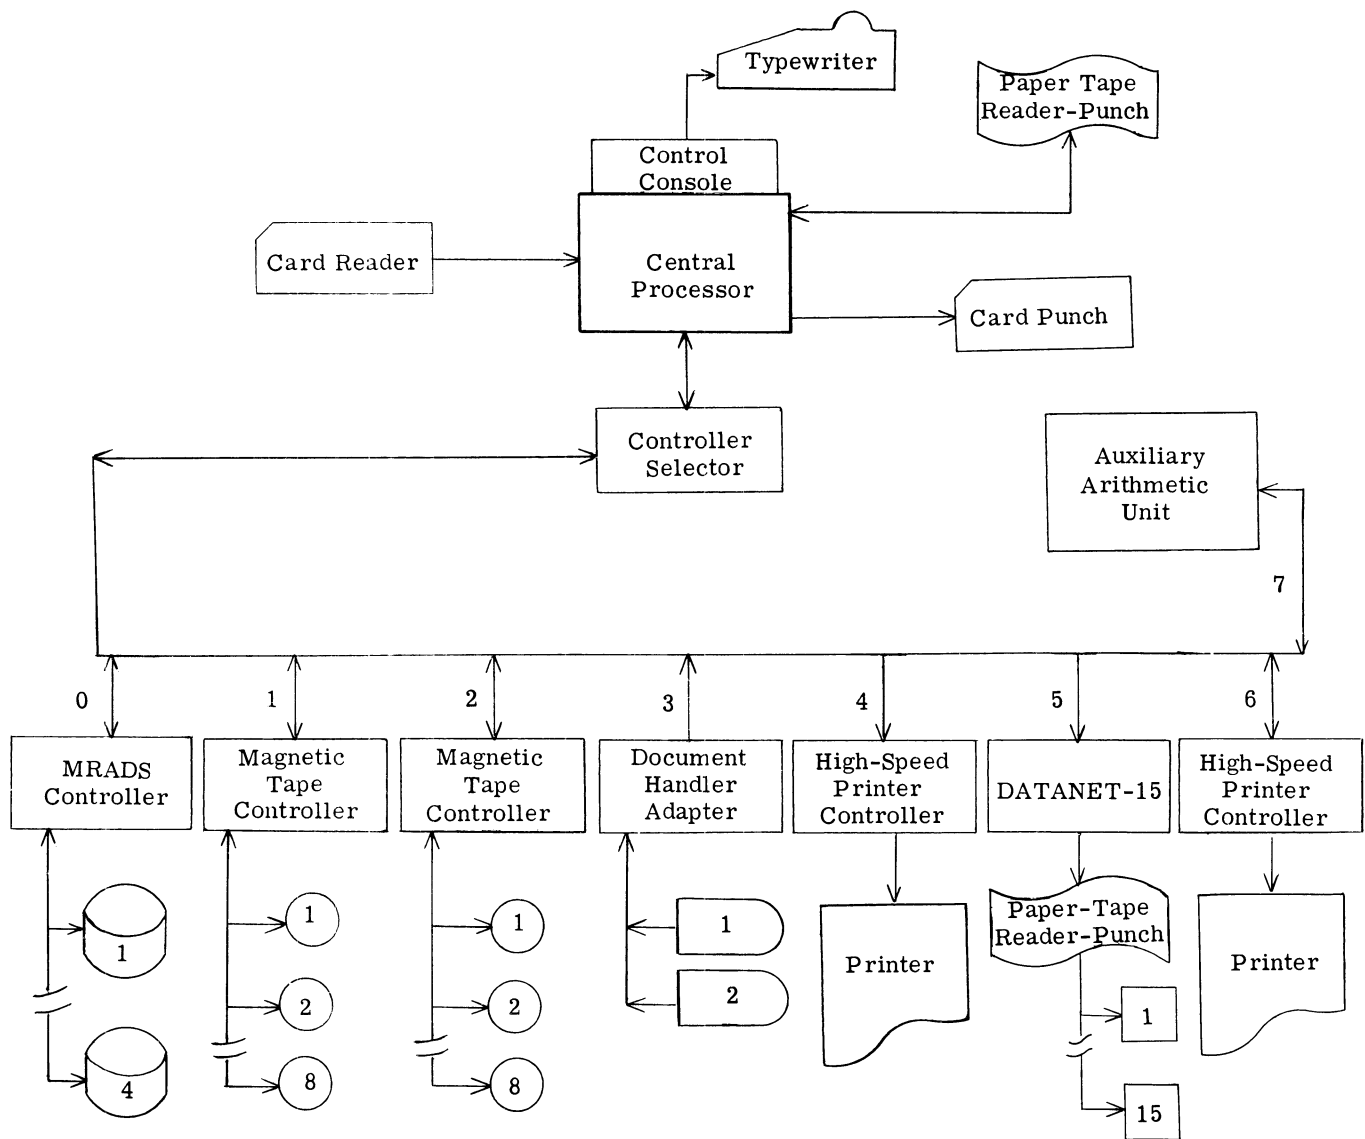 Typewriter
Paper Tape
Reader-Punch
Control
Console
Card Reader
Central
Processor
Card Punch
Controller
Selector
Auxiliary
Arithmetic
Unit
7
0
1
2
3
4
5
6
MRADS
Controller
Magnetic
Tape
Controller
Magnetic
Tape
Controller
Document
Handler
Adapter
High-Speed
Printer
Controller
DATANET-15
High-Speed
Printer
Controller
1
4
1
2
8
1
2
8
1
2
Printer
Paper-Tape
Reader-Punch
1
15
Printer